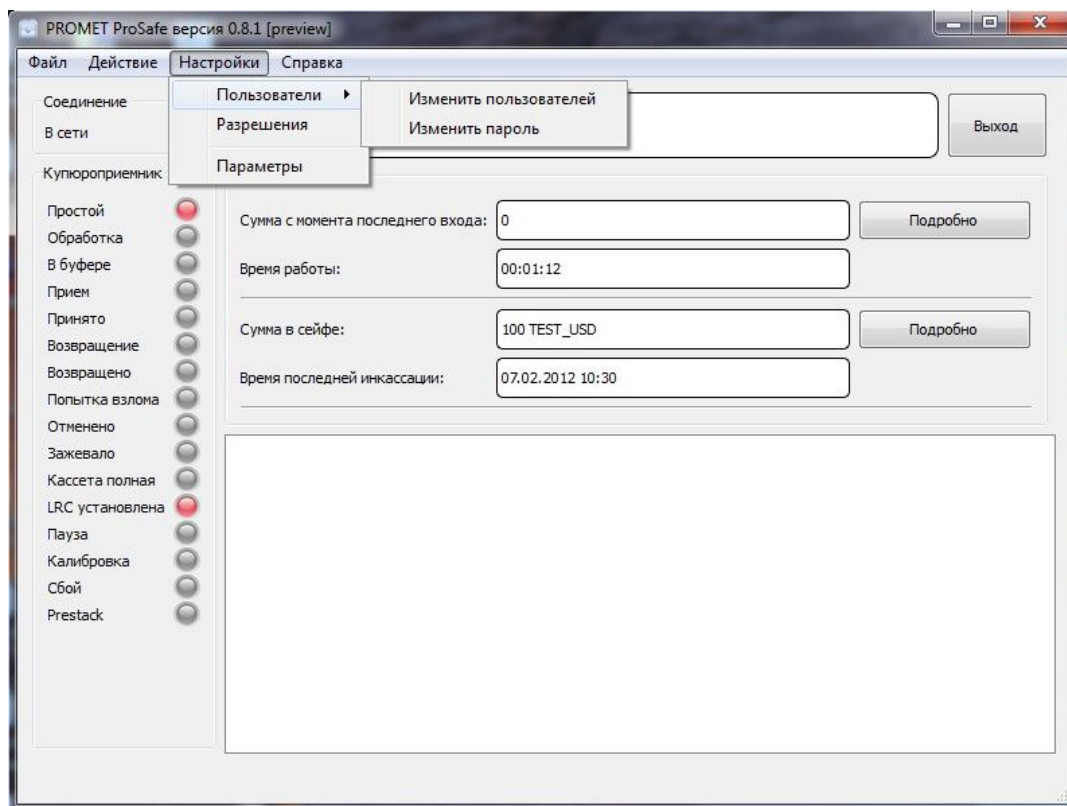 PROMET ProSafe версия 0.8.1 [preview]
Файл Действие Настройки Справка
Пользователи
Разрешения
Параметры
Изменить пользователей
Изменить пароль
Соединение
В сети
Выход
Купюроприемник
Простой
Обработка
В буфере
Прием
Принято
Возвращение
Возвращено
Попытка взлома
Отменено
Зажевало
Кассета полная
LRC установлена
Пауза
Калибровка
Сбой
Prestack
Сумма с момента последнего входа: 0 Подробно
Время работы: 00:01:12
Сумма в сейфе: 100 TEST_USD Подробно
Время последней инкассации: 07.02.2012 10:30